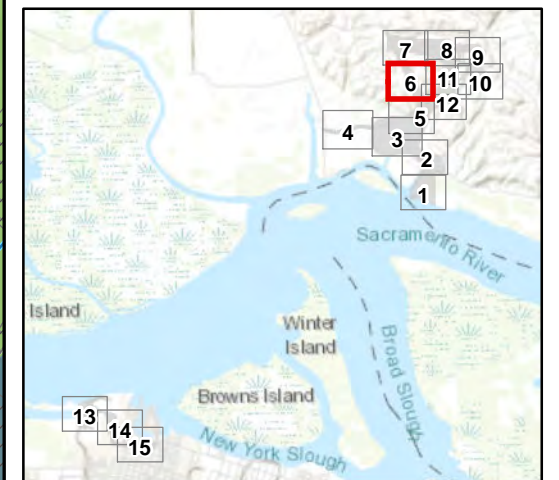 7 8 9
6 11 10
12
5
4 3
2
1
Sacramento River
Island
Winter
Island
Broad Slough
Browns Island
13
14
15
New York Slough